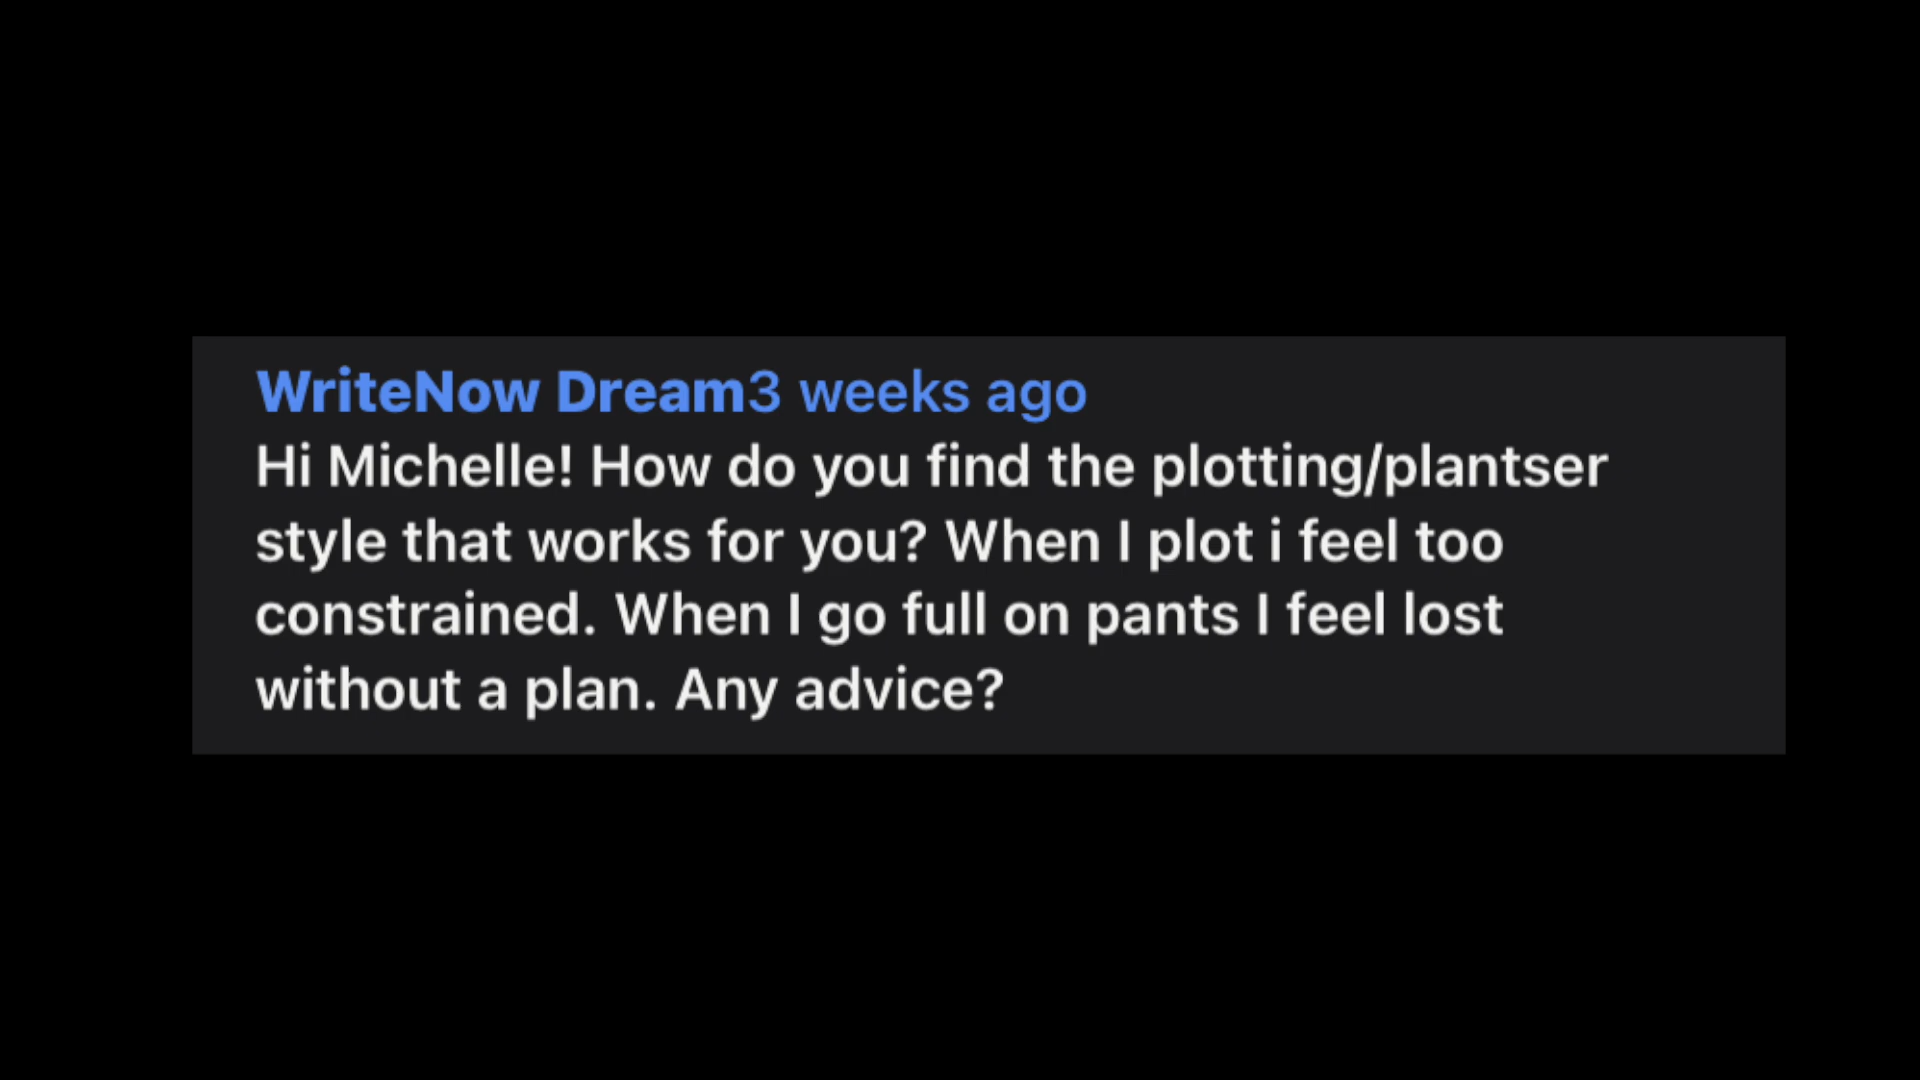 WriteNow Dream3 weeks ago
Hi Michelle! How do you find the plotting/plantser
style that works for you? When I plot i feel too
constrained. When I go full on pants I feel lost
without a plan. Any advice?